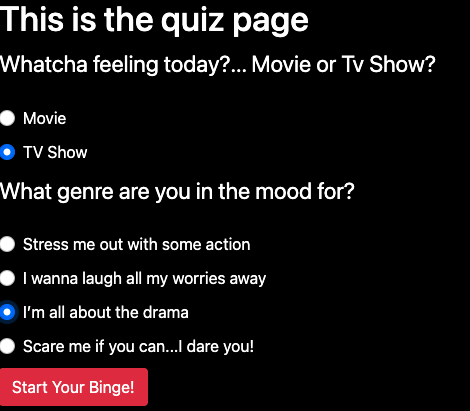 This is the quiz page
Whatcha feeling today?... Movie or Tv Show?
Movie
TV Show
What genre are you in the mood for?
Stress me out with some action
I wanna laugh all my worries away
I'm all about the drama
Scare me if you can...I dare you!
Start Your Binge!